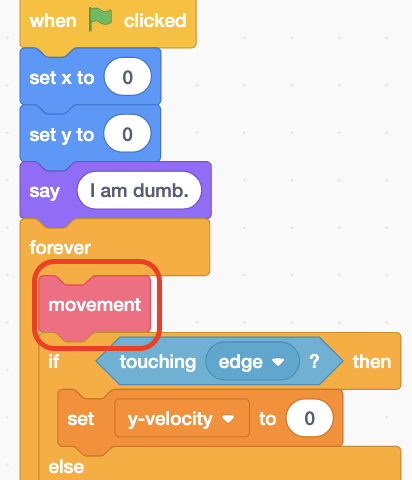 when clicked
set x to 0
set y to 0
say I am dumb.
forever
movement
if touching edge ? then
set y-velocity to 0
else